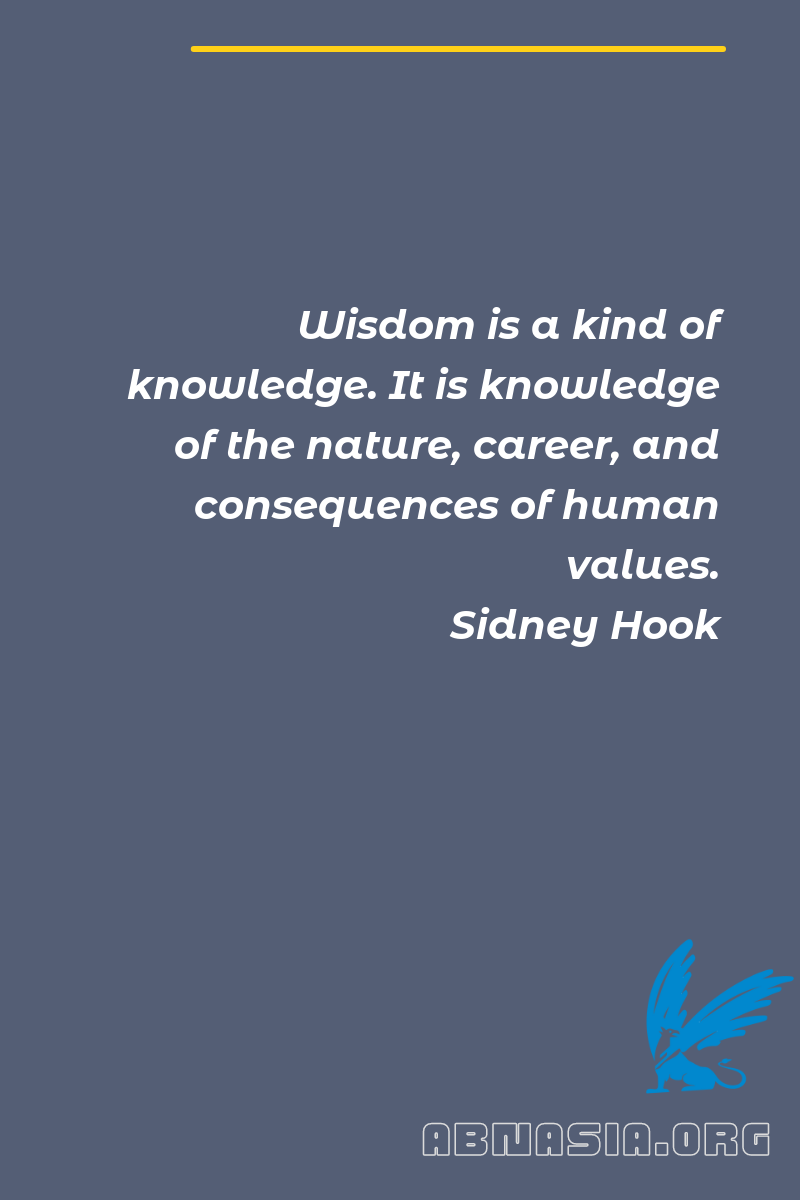 Wisdom is a kind of
knowledge. It is knowledge
of the nature, career, and
consequences of human
values.
Sidney Hook
ABNASIA.ORG